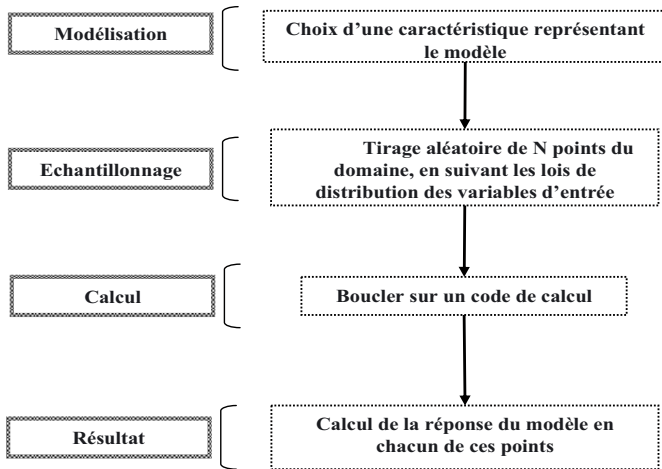 Modélisation
Choix d'une caractéristique représentant
le modèle
Echantillonnage
Tirage aléatoire de N points du
domaine, en suivant les lois de
distribution des variables d'entrée
Calcul
Boucler sur un code de calcul
Résultat
Calcul de la réponse du modèle en
chacun de ces points